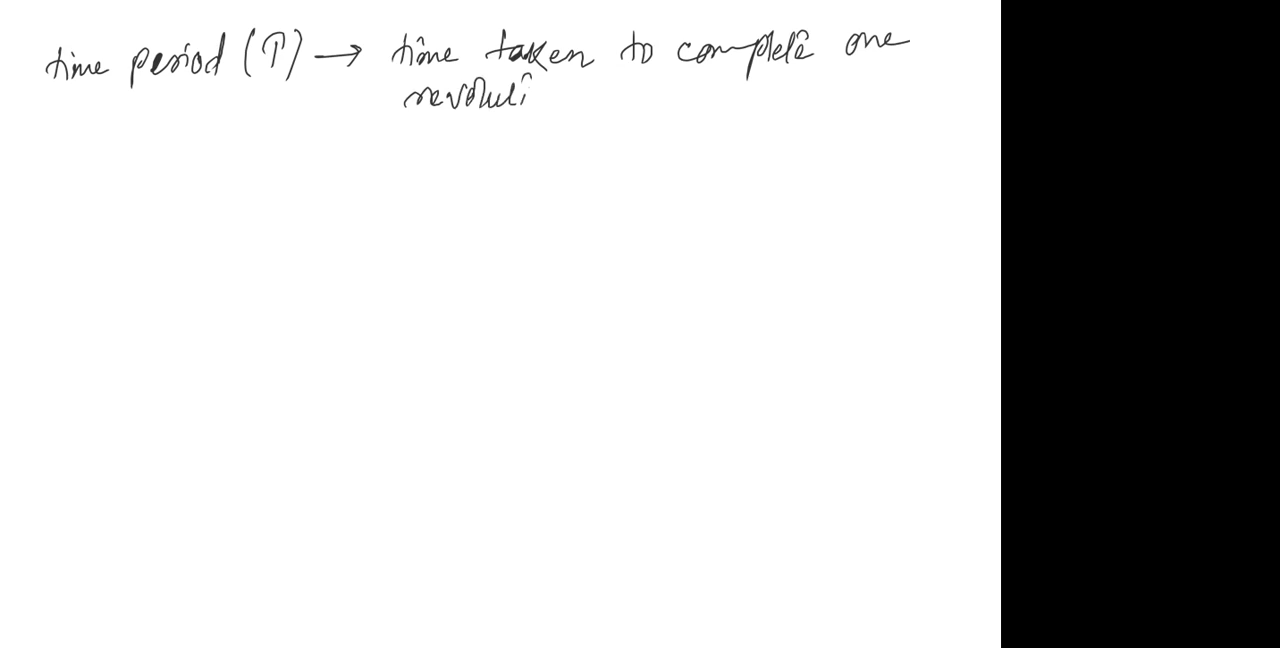 time period (T) → time taken to complete one
revoluti